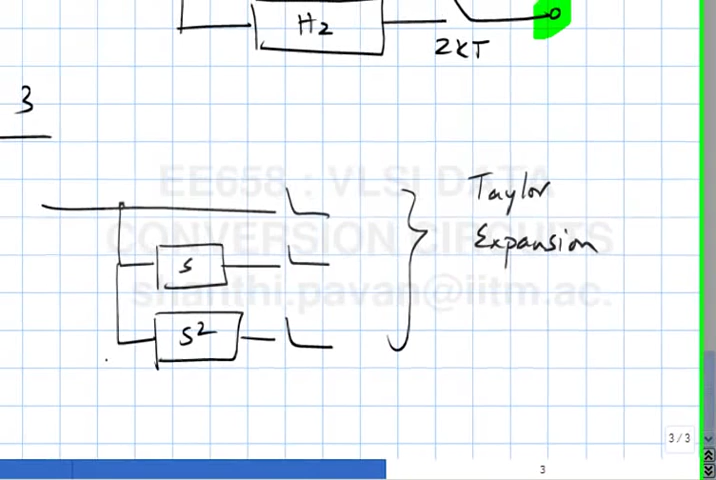 H2
2KT
3
EE658 : VLSI DATA
CONVERSION CIRCUITS
shanthi.pavan@iitm.ac.
Taylor
Expansion
s
s2
3/3
3